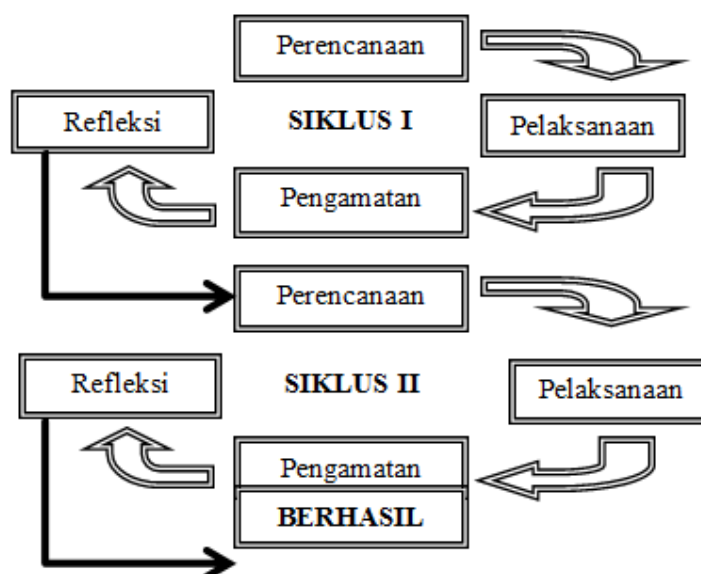 Perencanaan
Refleksi
SIKLUS I
Pelaksanaan
Pengamatan
Perencanaan
Refleksi
SIKLUS II
Pelaksanaan
Pengamatan
BERHASIL